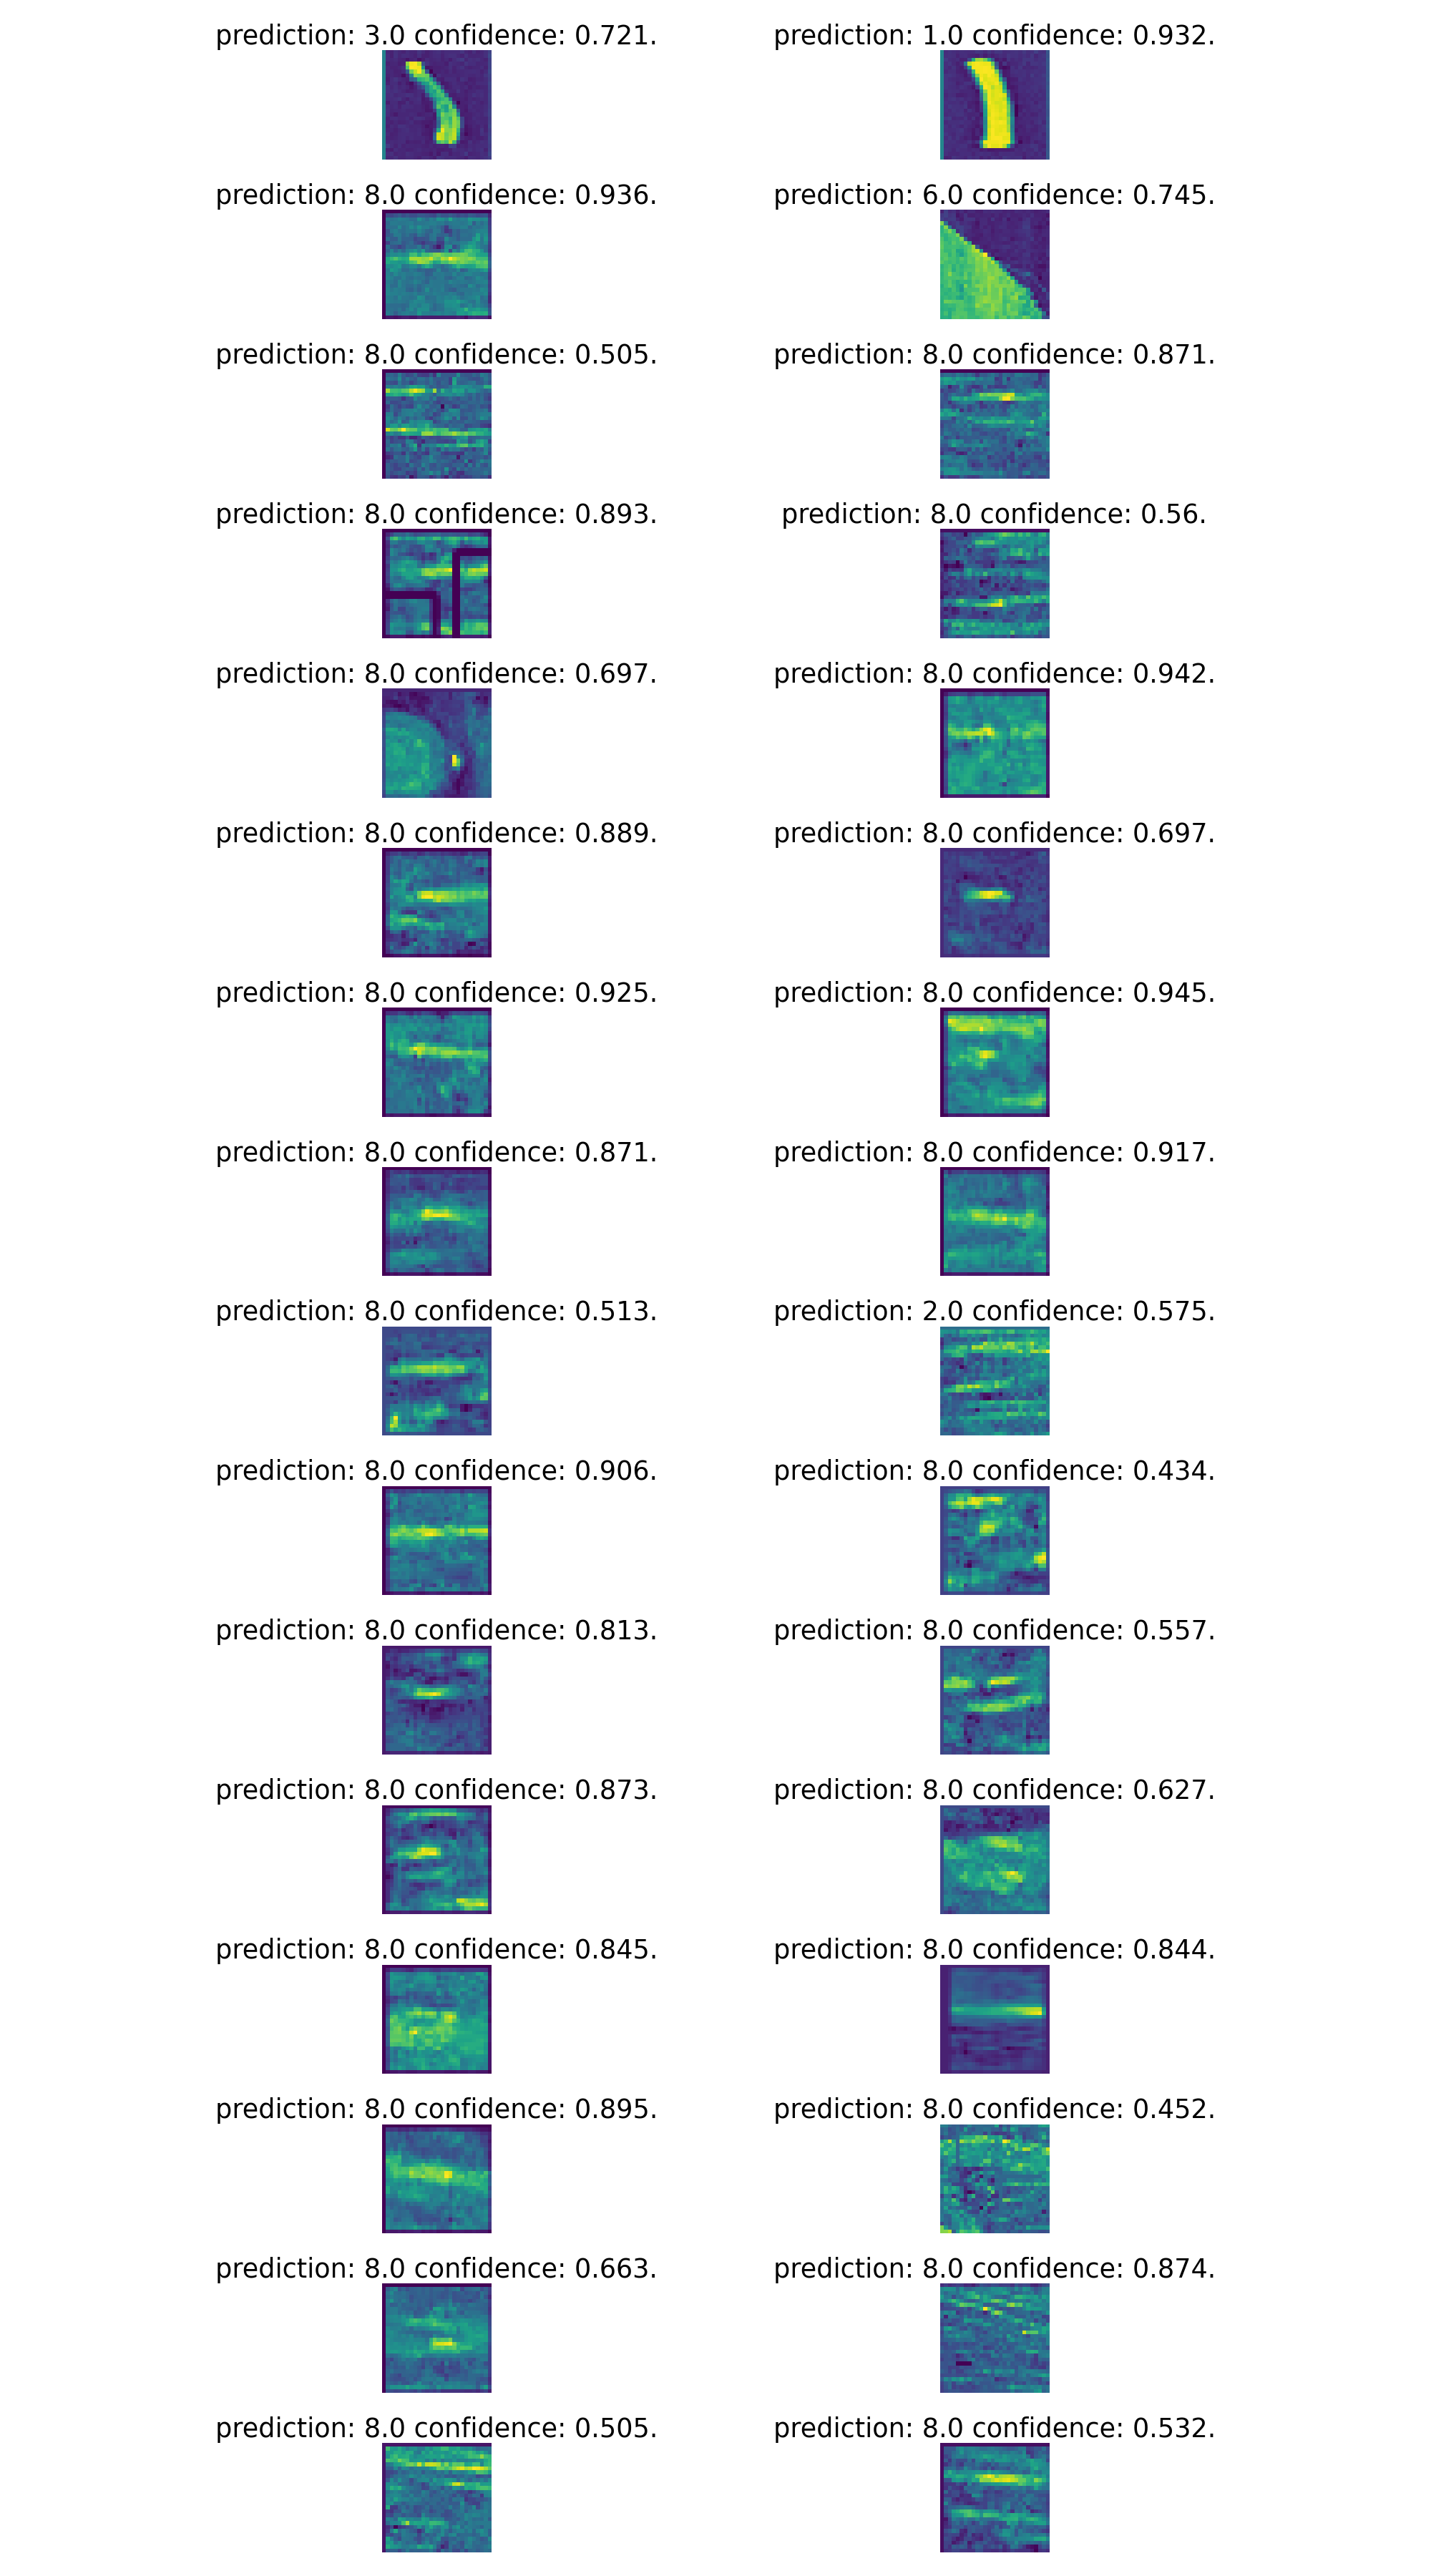 prediction: 3.0 confidence: 0.721.
prediction: 1.0 confidence: 0.932.
prediction: 8.0 confidence: 0.936.
prediction: 6.0 confidence: 0.745.
prediction: 8.0 confidence: 0.505.
prediction: 8.0 confidence: 0.871.
prediction: 8.0 confidence: 0.893.
prediction: 8.0 confidence: 0.56.
prediction: 8.0 confidence: 0.697.
prediction: 8.0 confidence: 0.942.
prediction: 8.0 confidence: 0.889.
prediction: 8.0 confidence: 0.697.
prediction: 8.0 confidence: 0.925.
prediction: 8.0 confidence: 0.945.
prediction: 8.0 confidence: 0.871.
prediction: 8.0 confidence: 0.917.
prediction: 8.0 confidence: 0.513.
prediction: 2.0 confidence: 0.575.
prediction: 8.0 confidence: 0.906.
prediction: 8.0 confidence: 0.434.
prediction: 8.0 confidence: 0.813.
prediction: 8.0 confidence: 0.557.
prediction: 8.0 confidence: 0.873.
prediction: 8.0 confidence: 0.627.
prediction: 8.0 confidence: 0.845.
prediction: 8.0 confidence: 0.844.
prediction: 8.0 confidence: 0.895.
prediction: 8.0 confidence: 0.452.
prediction: 8.0 confidence: 0.663.
prediction: 8.0 confidence: 0.874.
prediction: 8.0 confidence: 0.505.
prediction: 8.0 confidence: 0.532.